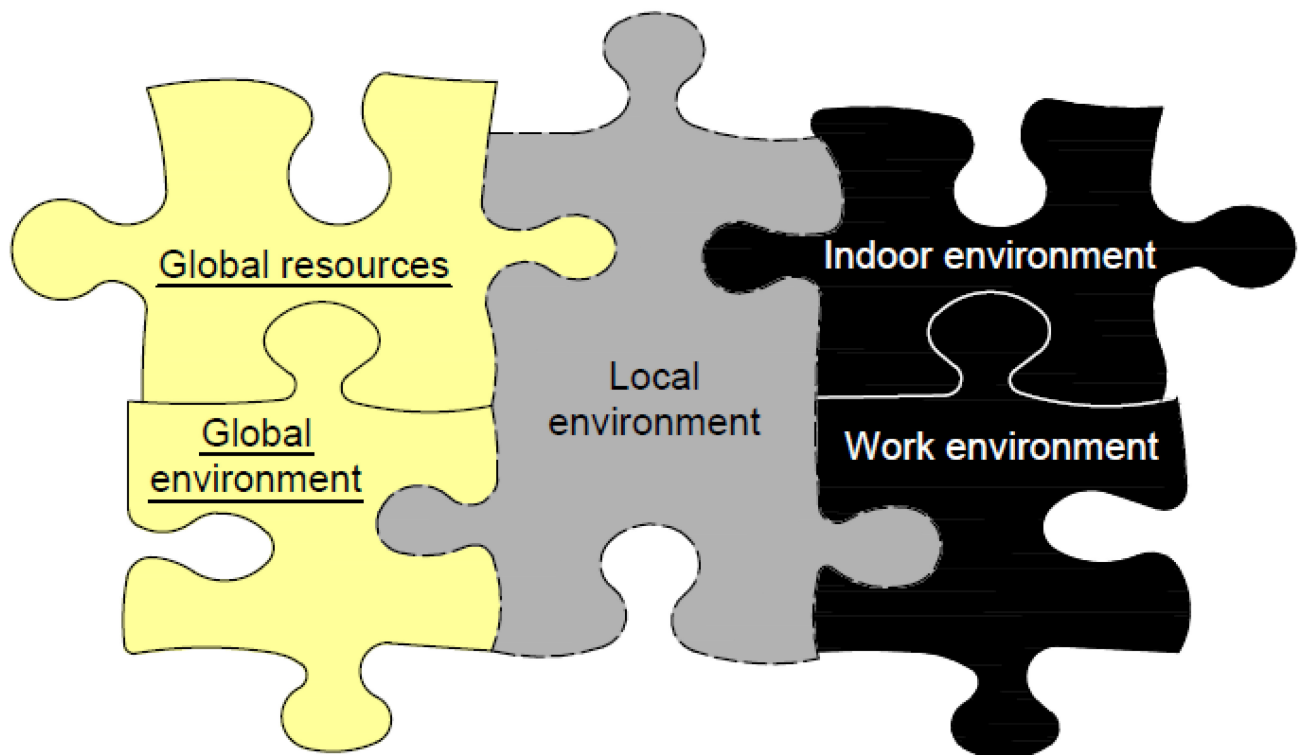 Global resources
Global
environment
Local
environment
Indoor environment
Work environment